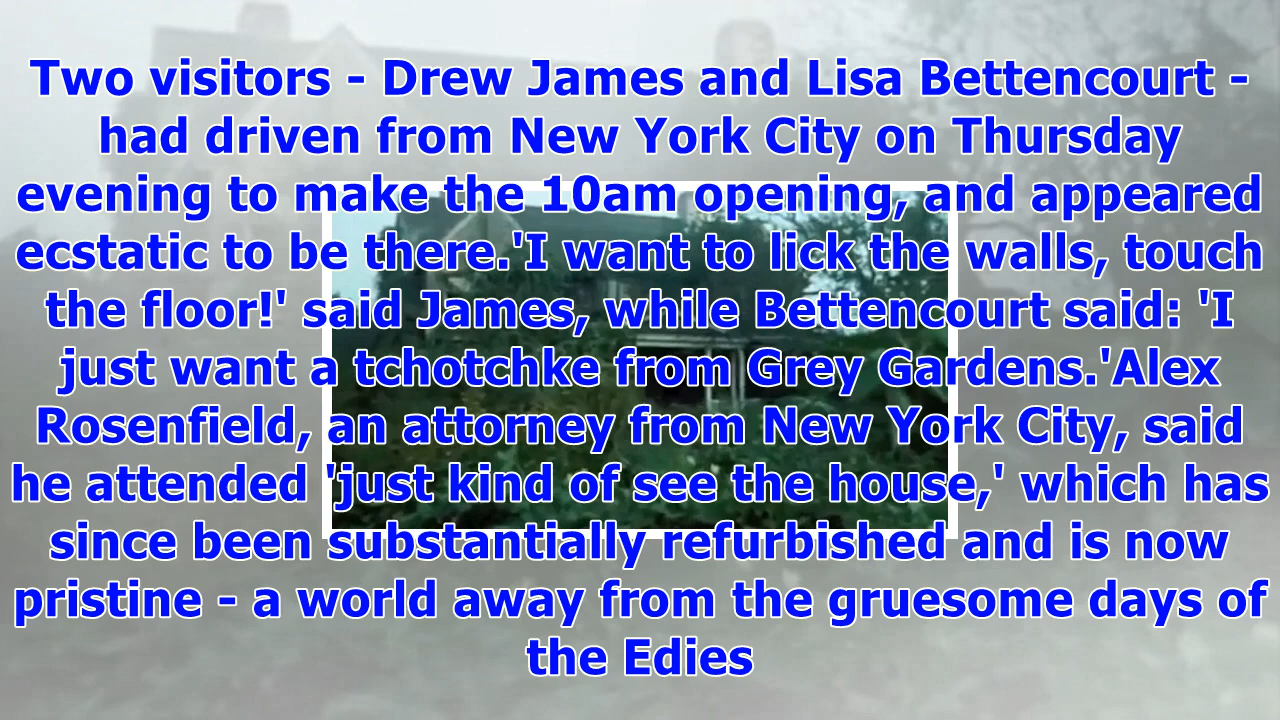 Two visitors - Drew James and Lisa Bettencourt -
had driven from New York City on Thursday
evening to make the 10am opening, and appeared
ecstatic to be there.'I want to lick the walls, touch
the floor!' said James, while Bettencourt said: 'I
just want a tchotchke from Grey Gardens.'Alex
Rosenfield, an attorney from New York City, said
he attended 'just kind of see the house,' which has
since been substantially refurbished and is now
pristine - a world away from the gruesome days of
the Edies